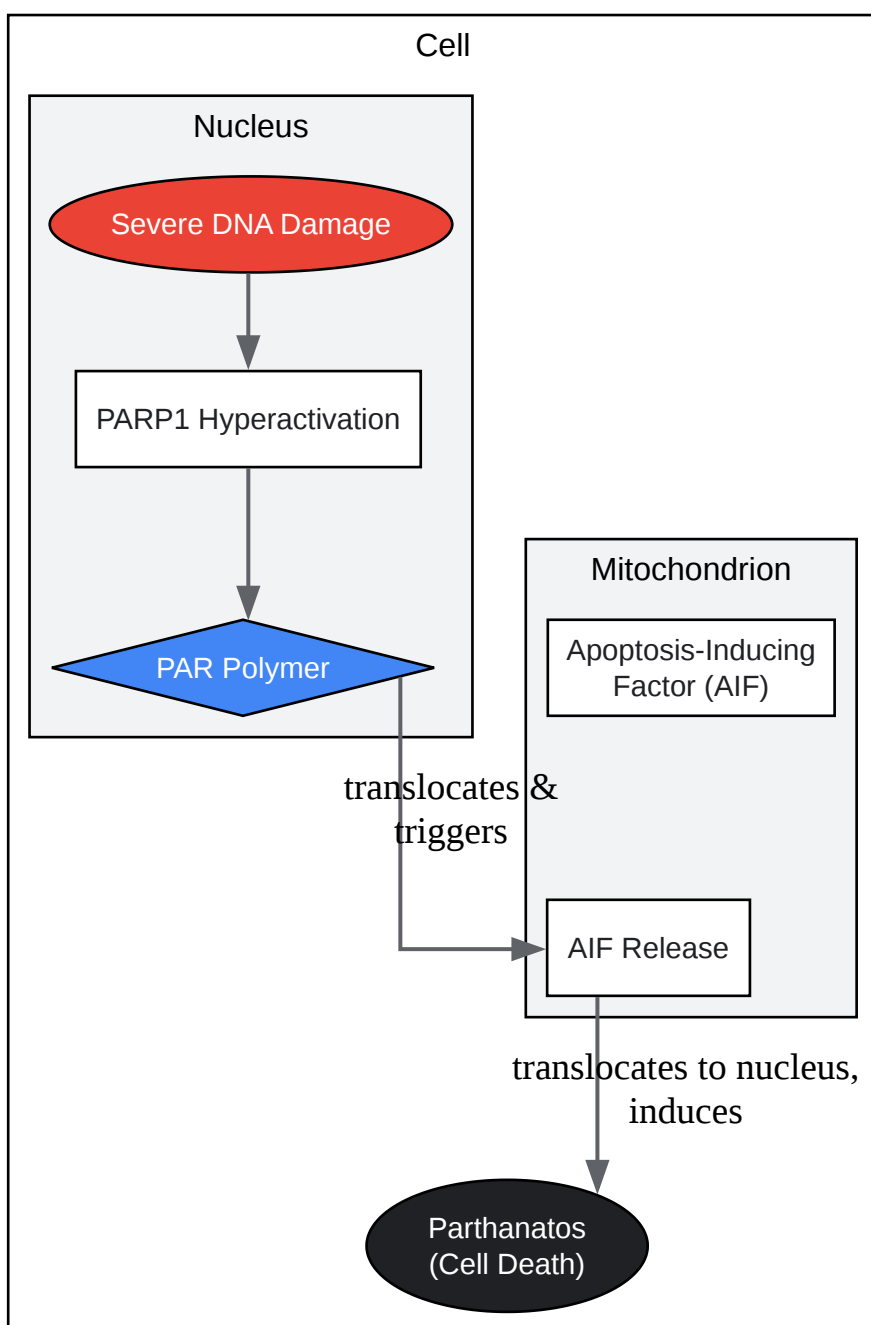 Cell
Nucleus
Severe DNA Damage
PARP1 Hyperactivation
PAR Polymer
Mitochondrion
Apoptosis-Inducing
Factor (AIF)
translocates &
triggers
AIF Release
translocates to nucleus,
induces
Parthanatos
(Cell Death)